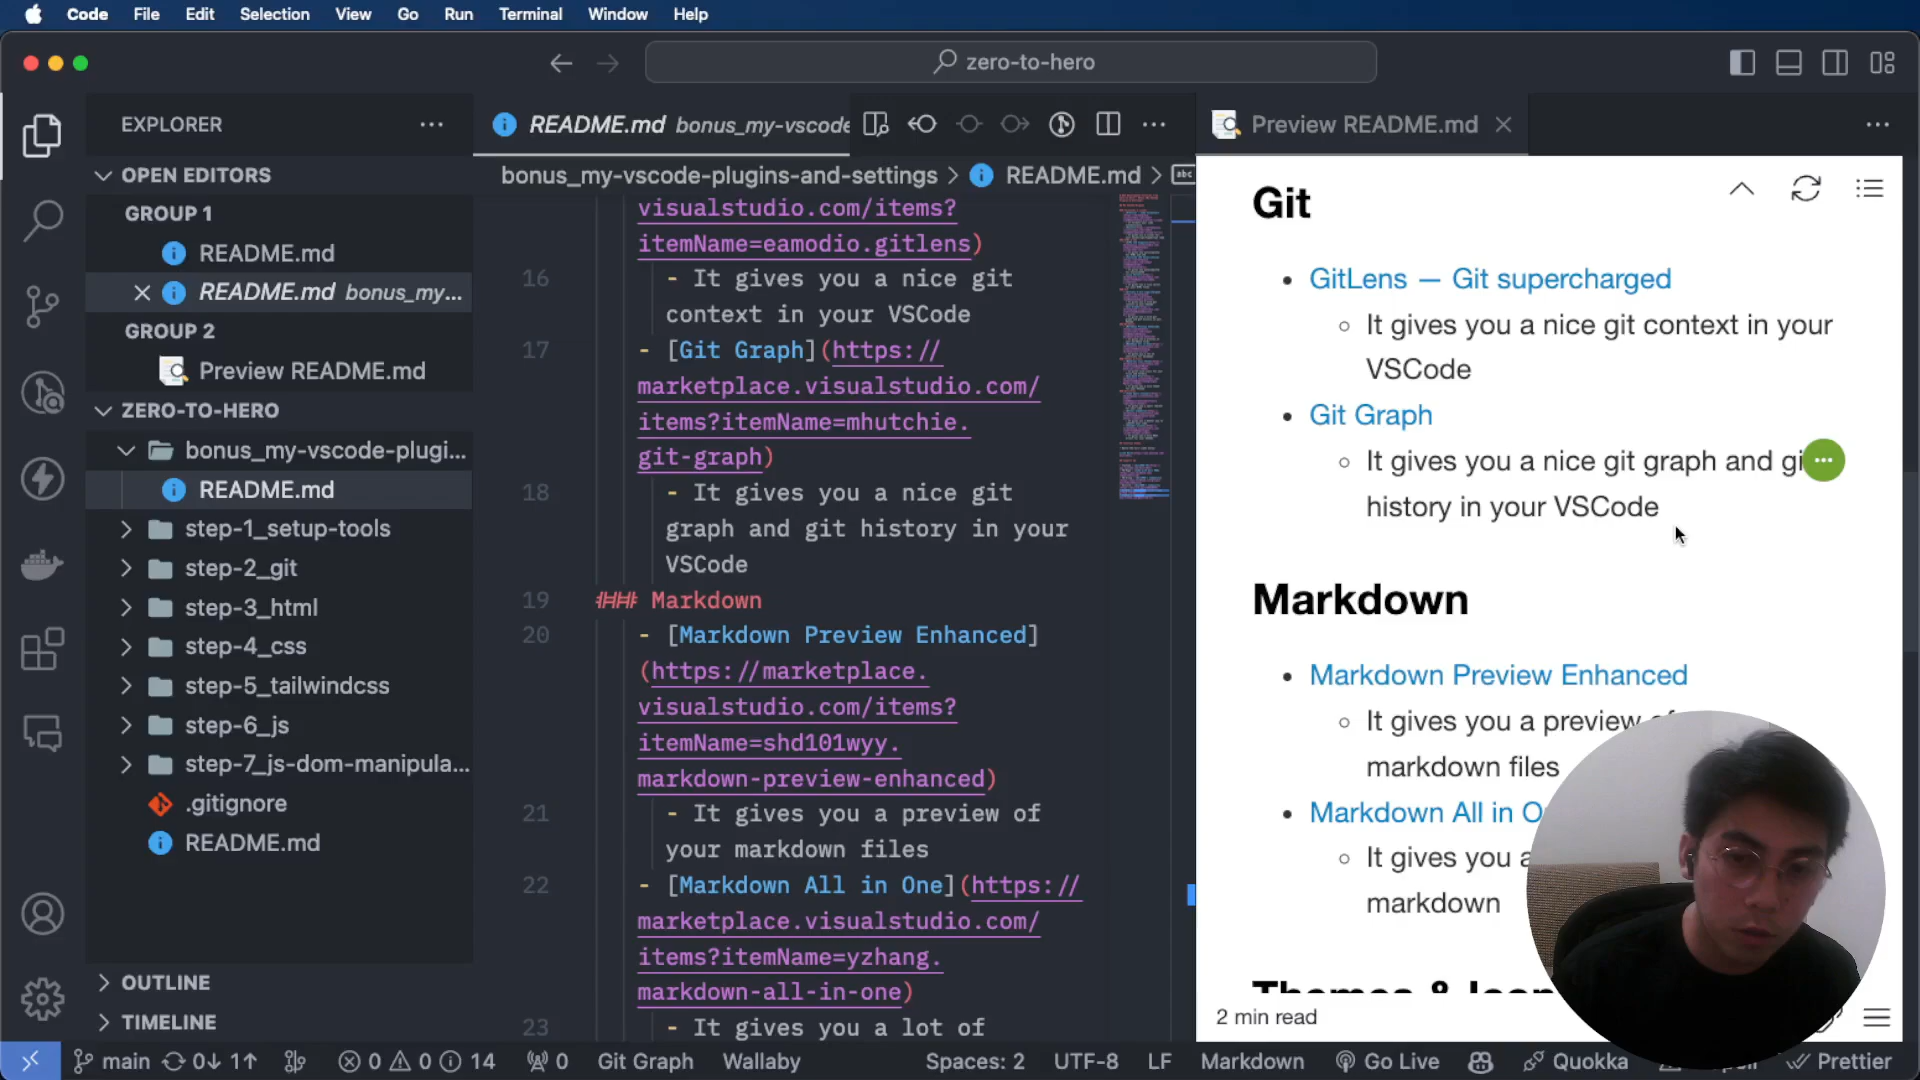 Code File Edit Selection View Go Run Terminal Window Help
zero-to-hero
EXPLORER
OPEN EDITORS
GROUP 1
README.md
README.md bonus_my...
GROUP 2
Preview README.md
ZERO-TO-HERO
bonus_my-vscode-plugi...
README.md
step-1_setup-tools
step-2_git
step-3_html
step-4_css
step-5_tailwindcss
step-6_js
step-7_js-dom-manipula...
.gitignore
README.md
OUTLINE
TIMELINE
README.md bonus_my-vscode
bonus_my-vscode-plugins-and-settings > README.md > abc
visualstudio.com/items?
itemName=eamodio.gitlens)
16 - It gives you a nice git
context in your VSCode
17 - [Git Graph](https://
marketplace.visualstudio.com/
items?itemName=mhutchie.
git-graph)
18 - It gives you a nice git
graph and git history in your
VSCode
19 ### Markdown
20 - [Markdown Preview Enhanced]
(https://marketplace.
visualstudio.com/items?
itemName=shd101wyy.
markdown-preview-enhanced)
21 - It gives you a preview of
your markdown files
22 - [Markdown All in One](https://
marketplace.visualstudio.com/
items?itemName=yzhang.
markdown-all-in-one)
23 - It gives you a lot of
Preview README.md
Git
• GitLens — Git supercharged
It gives you a nice git context in your
VSCode
• Git Graph
It gives you a nice git graph and gi
history in your VSCode
Markdown
• Markdown Preview Enhanced
It gives you a preview of
markdown files
• Markdown All in O
It gives you a
markdown
Themes & Icon
2 min read
main 0↓ 1↑ 0 0 14 0 Git Graph Wallaby Spaces: 2 UTF-8 LF Markdown Go Live Quokka Prettier